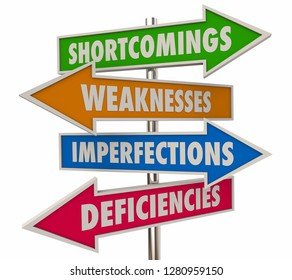 SHORTCOMINGS
WEAKNESSES
IMPERFECTIONS
DEFICIENCIES
shutterstock.com · 1280959150